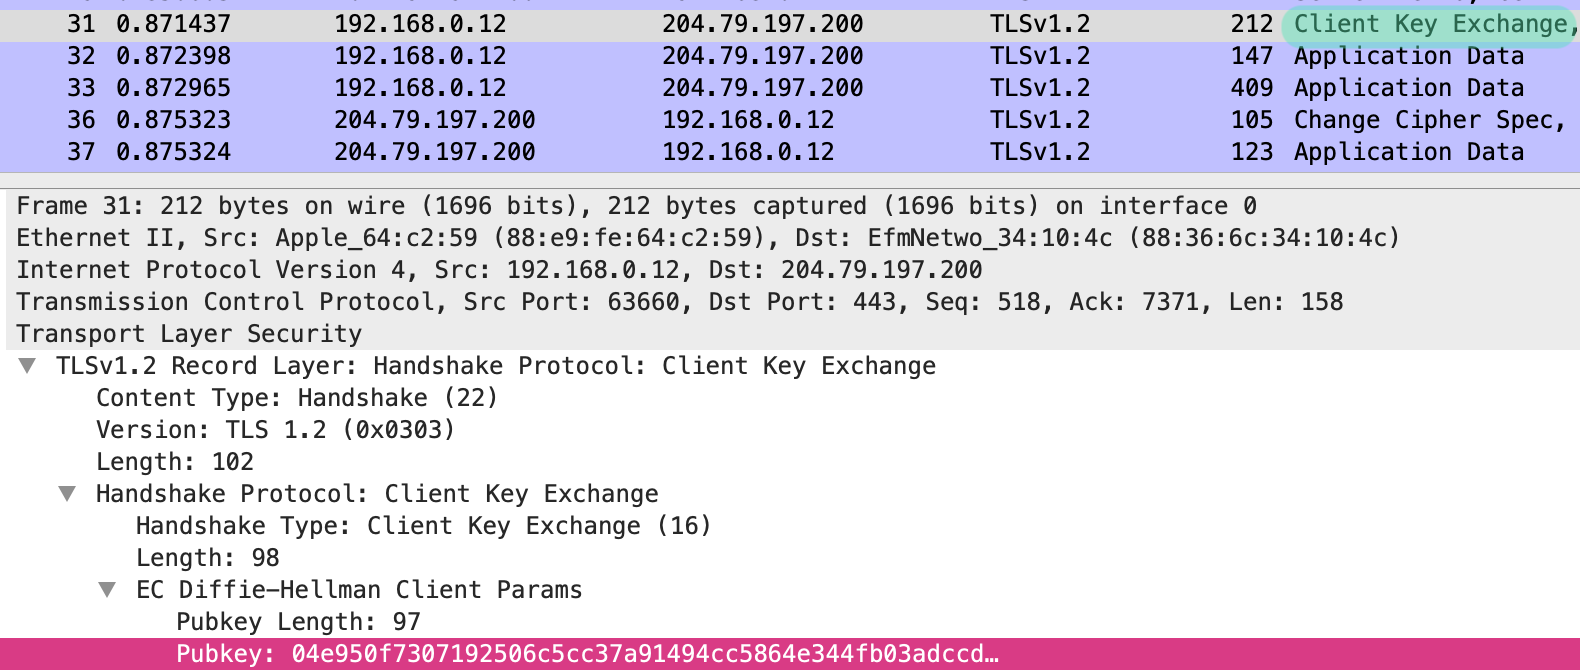 31 0.871437 192.168.0.12 204.79.197.200 TLSv1.2 212 Client Key Exchange,
32 0.872398 192.168.0.12 204.79.197.200 TLSv1.2 147 Application Data
33 0.872965 192.168.0.12 204.79.197.200 TLSv1.2 409 Application Data
36 0.875323 204.79.197.200 192.168.0.12 TLSv1.2 105 Change Cipher Spec,
37 0.875324 204.79.197.200 192.168.0.12 TLSv1.2 123 Application Data
Frame 31: 212 bytes on wire (1696 bits), 212 bytes captured (1696 bits) on interface 0
Ethernet II, Src: Apple_64:c2:59 (88:e9:fe:64:c2:59), Dst: EfmNetwo_34:10:4c (88:36:6c:34:10:4c)
Internet Protocol Version 4, Src: 192.168.0.12, Dst: 204.79.197.200
Transmission Control Protocol, Src Port: 63660, Dst Port: 443, Seq: 518, Ack: 7371, Len: 158
Transport Layer Security
TLSv1.2 Record Layer: Handshake Protocol: Client Key Exchange
Content Type: Handshake (22)
Version: TLS 1.2 (0x0303)
Length: 102
Handshake Protocol: Client Key Exchange
Handshake Type: Client Key Exchange (16)
Length: 98
EC Diffie-Hellman Client Params
Pubkey Length: 97
Pubkey: 04e950f7307192506c5cc37a91494cc5864e344fb03adccd…